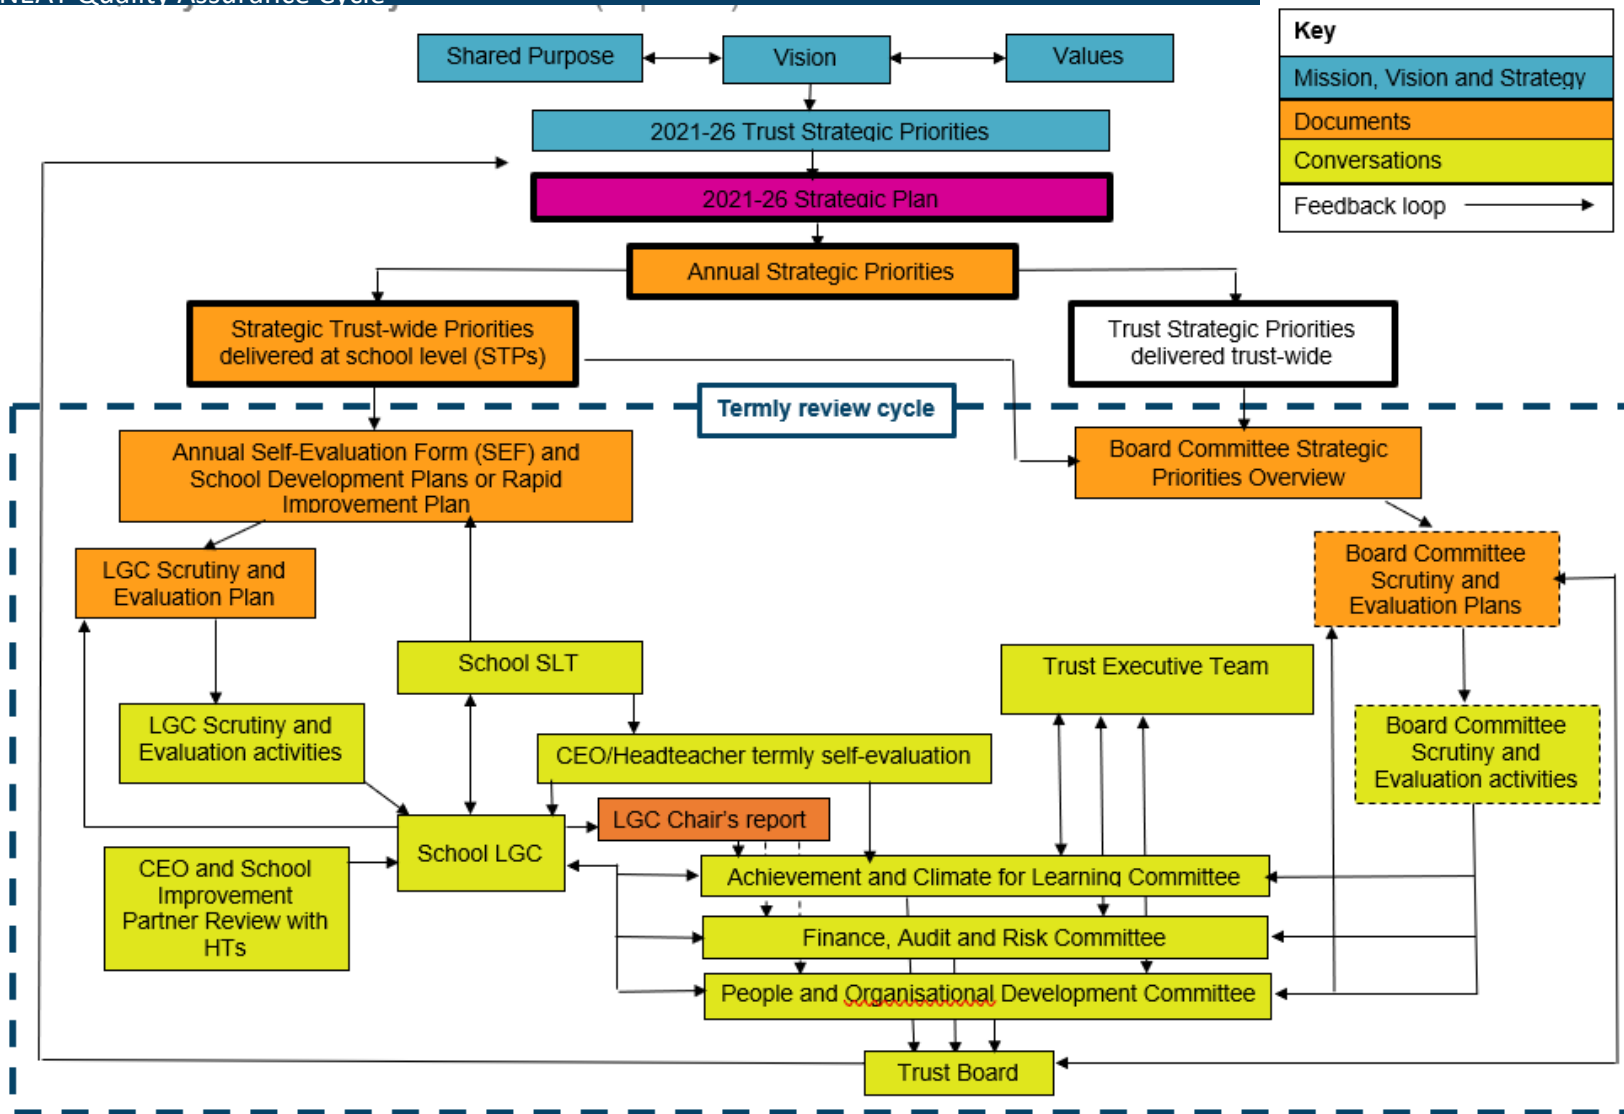 NEAT Quality Assurance Cycle
Key
Mission, Vision and Strategy
Documents
Conversations
Feedback loop
Shared Purpose
Vision
Values
2021-26 Trust Strategic Priorities
2021-26 Strategic Plan
Annual Strategic Priorities
Strategic Trust-wide Priorities
delivered at school level (STPs)
Trust Strategic Priorities
delivered trust-wide
Termly review cycle
Annual Self-Evaluation Form (SEF) and
School Development Plans or Rapid
Improvement Plan
Board Committee Strategic
Priorities Overview
LGC Scrutiny and
Evaluation Plan
Board Committee
Scrutiny and
Evaluation Plans
School SLT
Trust Executive Team
LGC Scrutiny and
Evaluation activities
CEO/Headteacher termly self-evaluation
Board Committee
Scrutiny and
Evaluation activities
LGC Chair's report
School LGC
CEO and School
Improvement
Partner Review with
HTs
Achievement and Climate for Learning Committee
Finance, Audit and Risk Committee
People and Organisational Development Committee
Trust Board